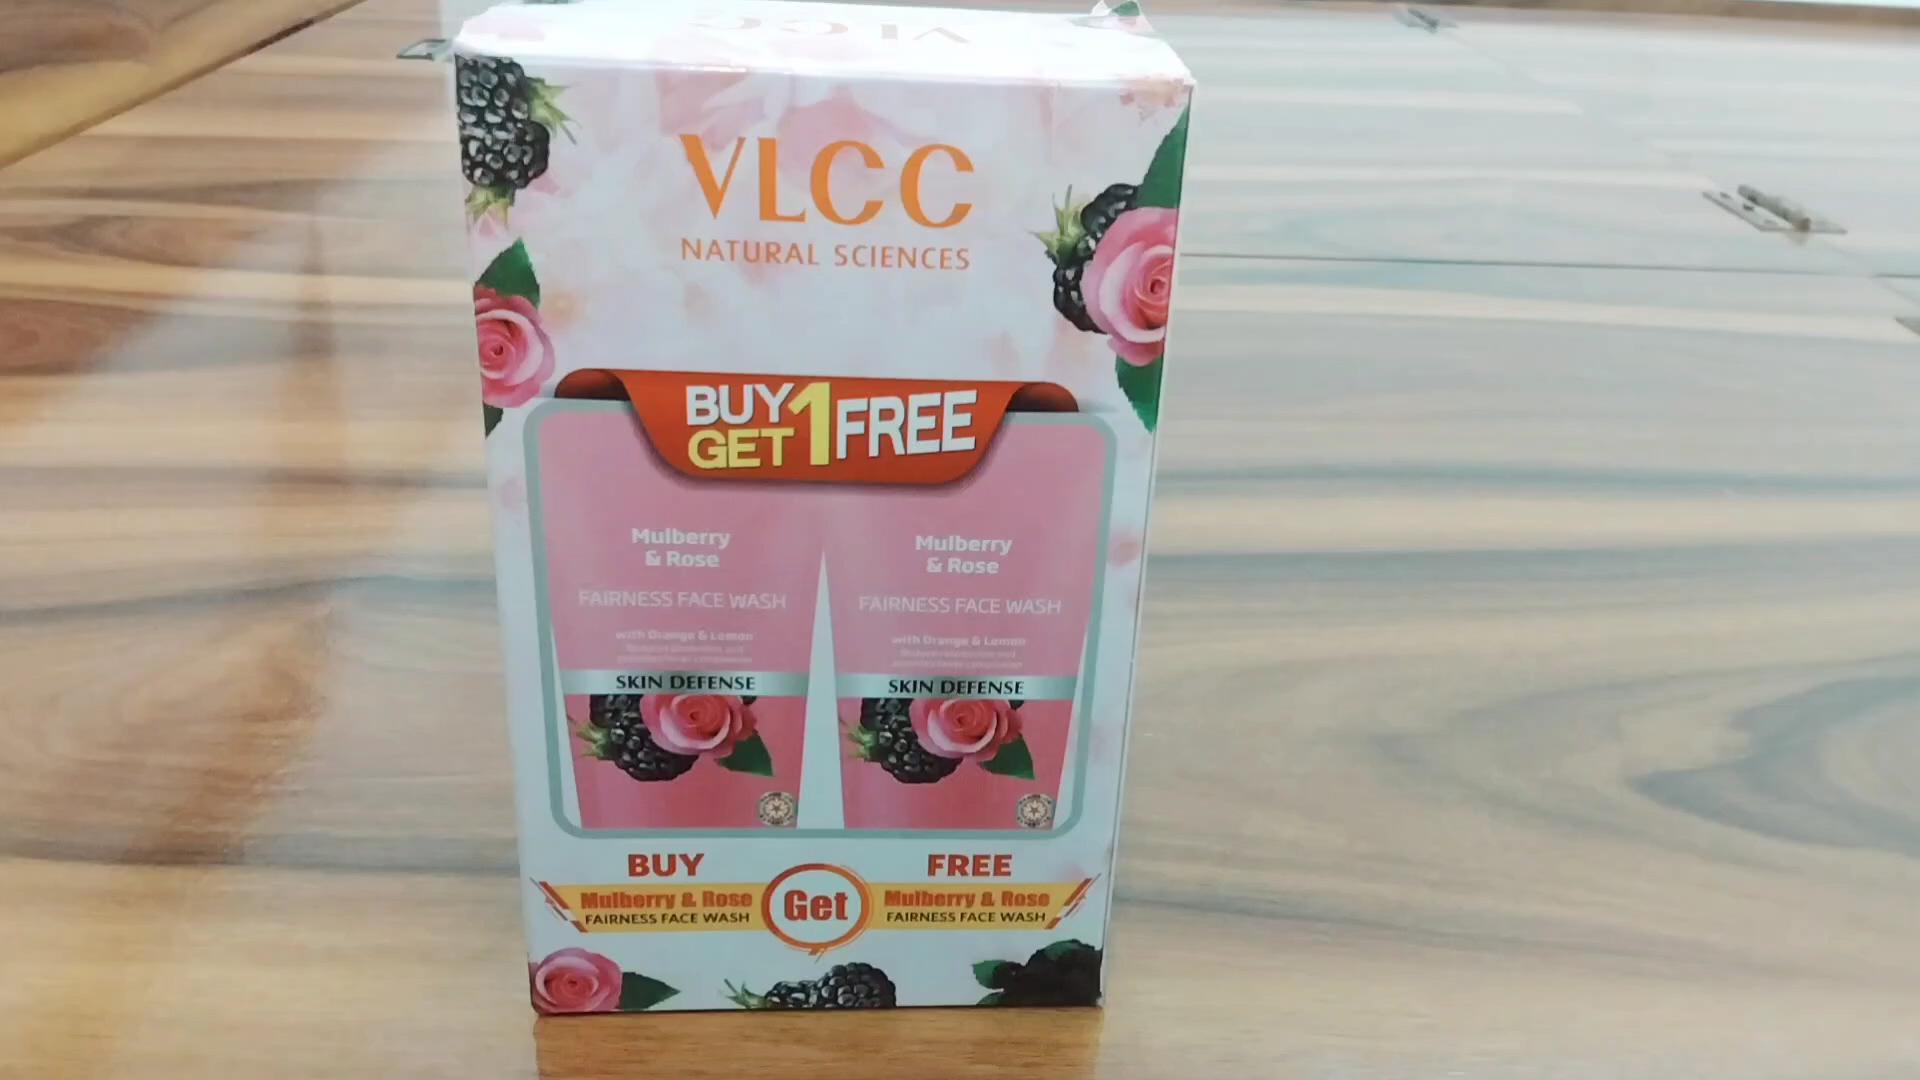 VLCC
VLCC
NATURAL SCIENCES
BUY 1 FREE
GET
Mulberry
& Rose
FAIRNESS FACE WASH
with Orange & Lemon
SKIN DEFENSE
Mulberry
& Rose
FAIRNESS FACE WASH
with Orange & Lemon
SKIN DEFENSE
BUY
Mulberry & Rose
FAIRNESS FACE WASH
Get
FREE
Mulberry & Rose
FAIRNESS FACE WASH